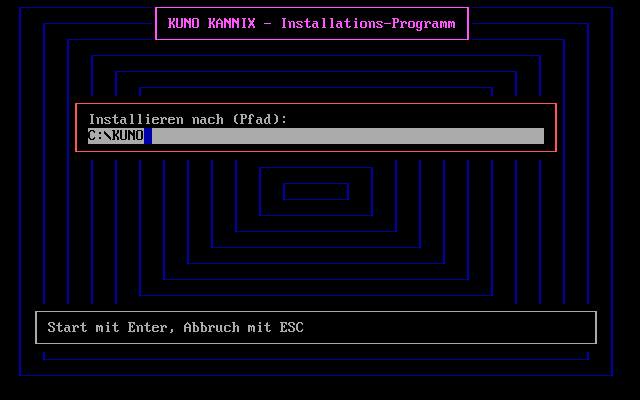 KUNO KANNIX - Installations-Programm
Installieren nach (Pfad):
C:\KUNO
Start mit Enter, Abbruch mit ESC